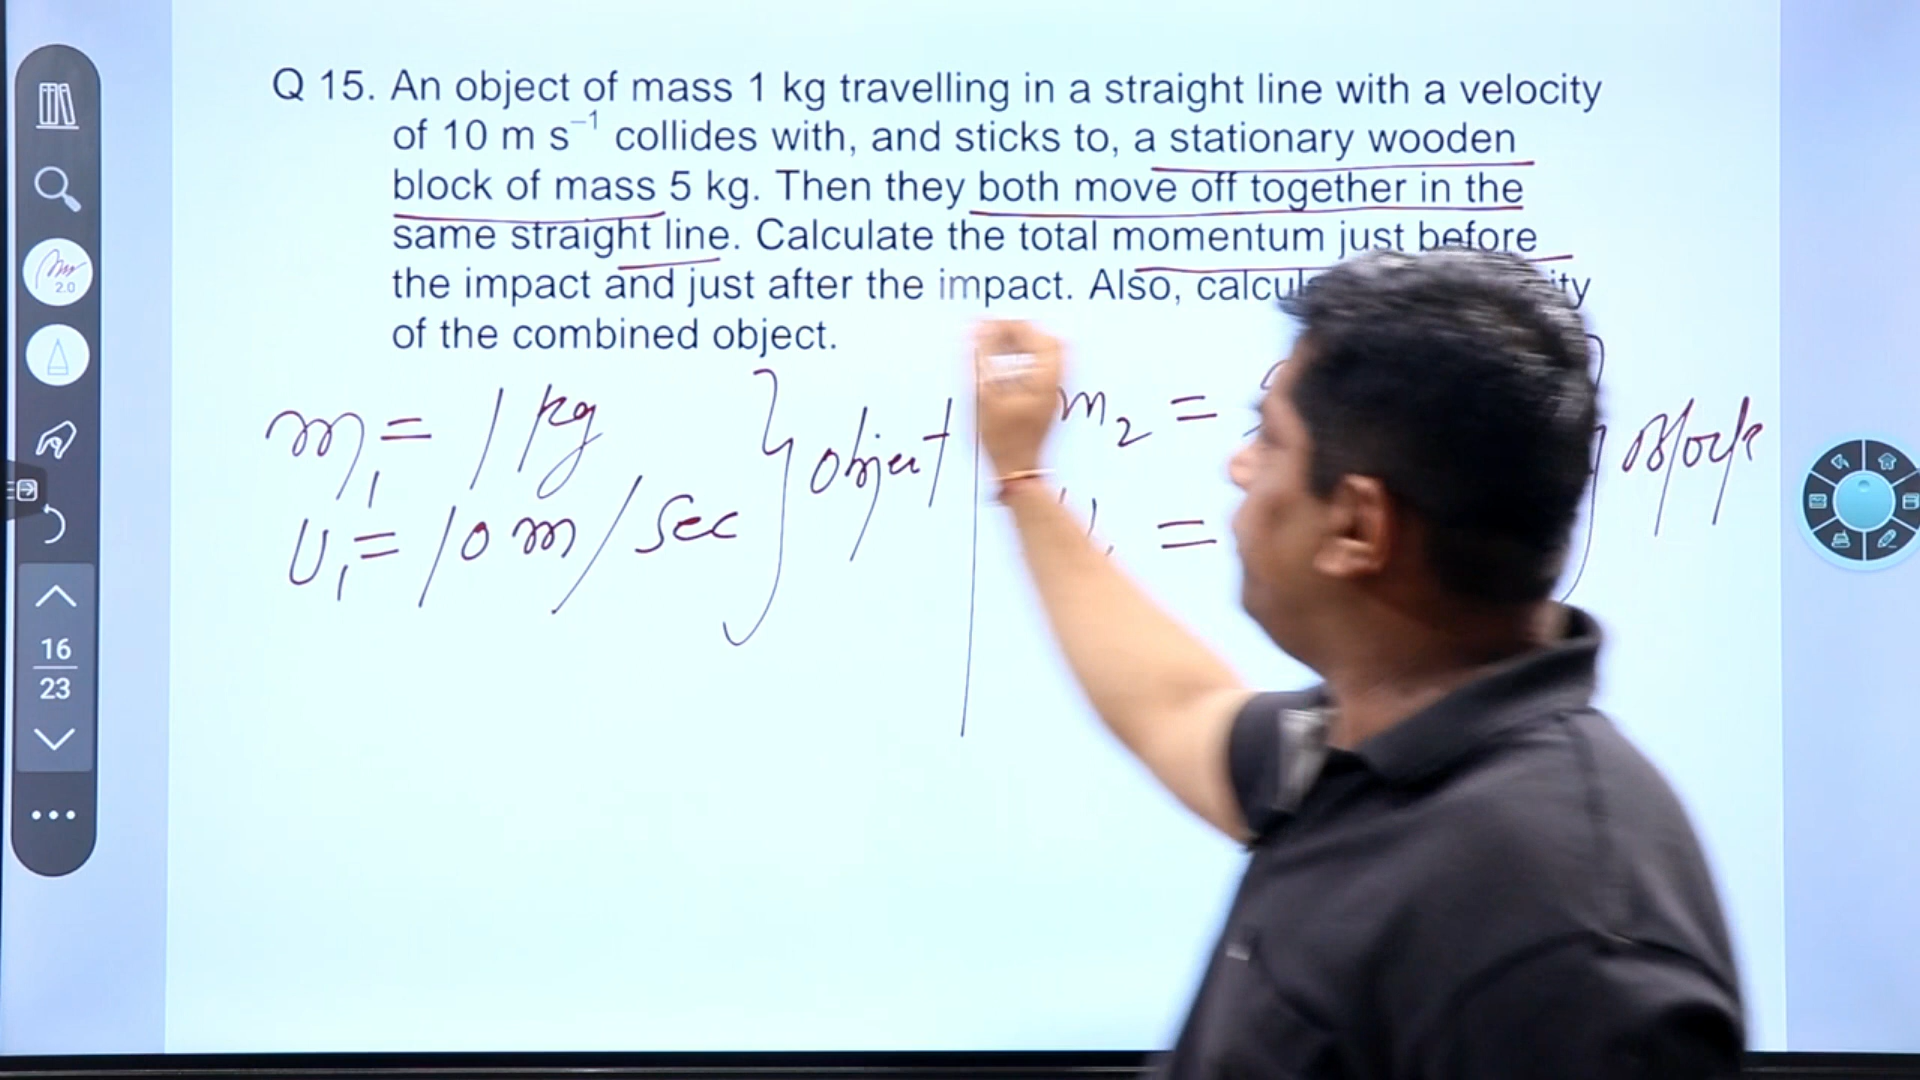 Q 15. An object of mass 1 kg travelling in a straight line with a velocity
of 10 m s⁻¹ collides with, and sticks to, a stationary wooden
block of mass 5 kg. Then they both move off together in the
same straight line. Calculate the total momentum just before
the impact and just after the impact. Also,
of the combined object.
m₁ = 1 kg
U₁ = 10 m/sec
} object
m₂ =
=
} Block
2.0
16
23